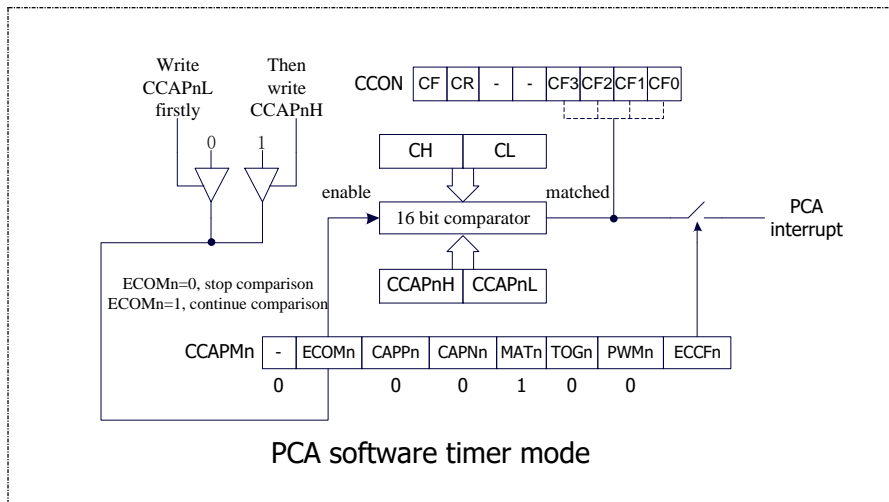 Write
CCAPnL
firstly
Then
write
CCAPnH
0
1
CCON CF CR - - CF3 CF2 CF1 CF0
CH CL
enable
16 bit comparator
matched
PCA
interrupt
CCAPnH CCAPnL
ECOMn=0, stop comparison
ECOMn=1, continue comparison
CCAPMn - ECOMn CAPPn CAPNn MATn TOGn PWMn ECCFn
0 0 0 1 0 0
PCA software timer mode